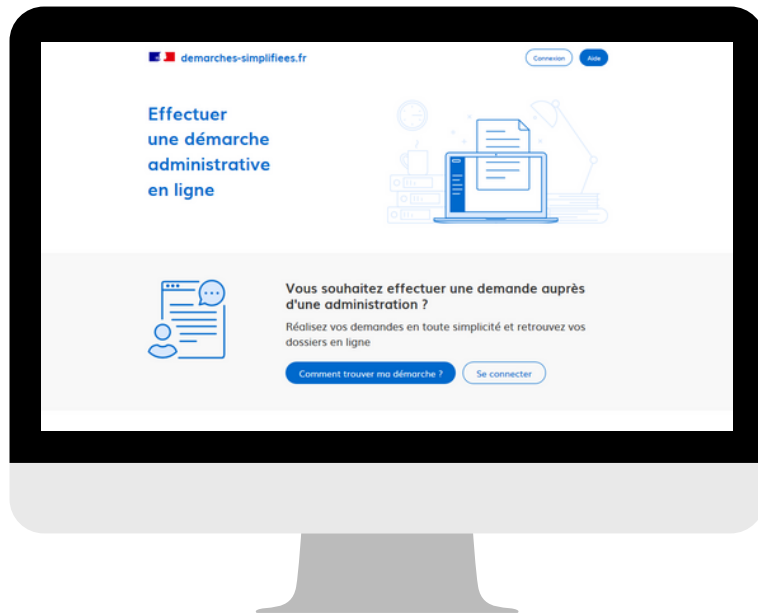 demarches-simplifiees.fr
Connexion
Aide
Effectuer
une démarche
administrative
en ligne
Vous souhaitez effectuer une demande auprès
d'une administration ?
Réalisez vos demandes en toute simplicité et retrouvez vos
dossiers en ligne
Comment trouver ma démarche ?
Se connecter